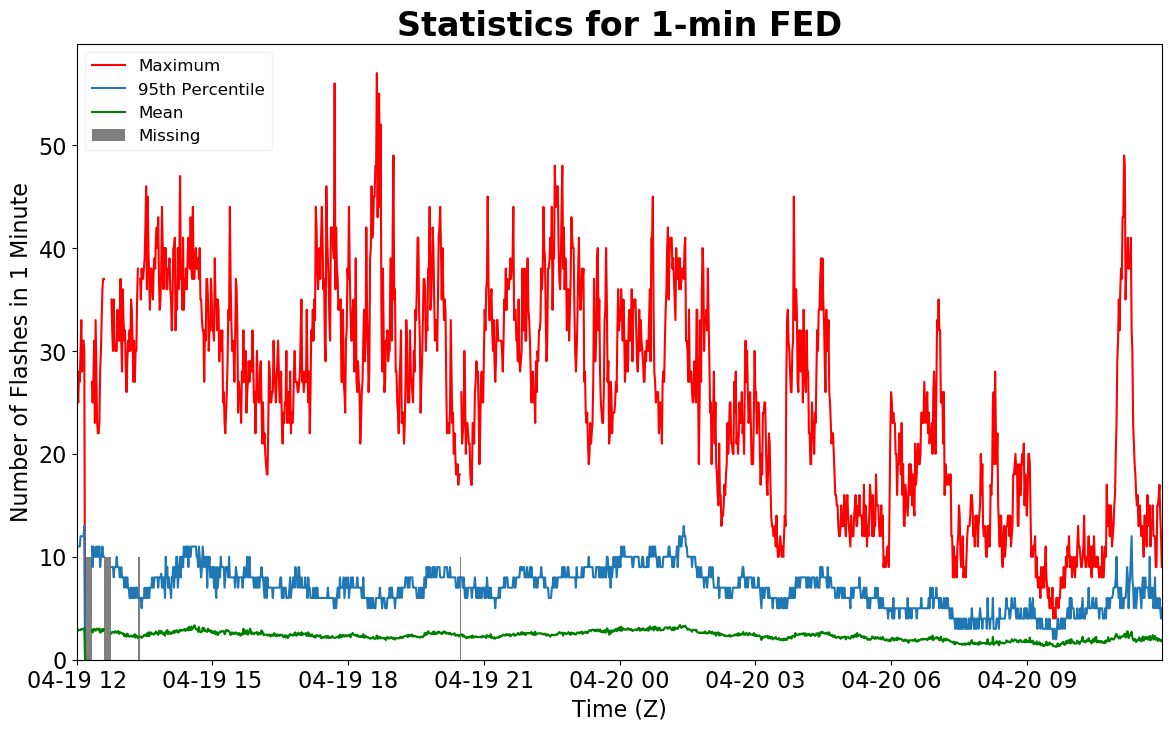 Statistics for 1-min FED
Maximum
95th Percentile
Mean
Missing
Number of Flashes in 1 Minute
50
40
30
20
10
0
04-19 12
04-19 15
04-19 18
04-19 21
04-20 00
04-20 03
04-20 06
04-20 09
Time (Z)